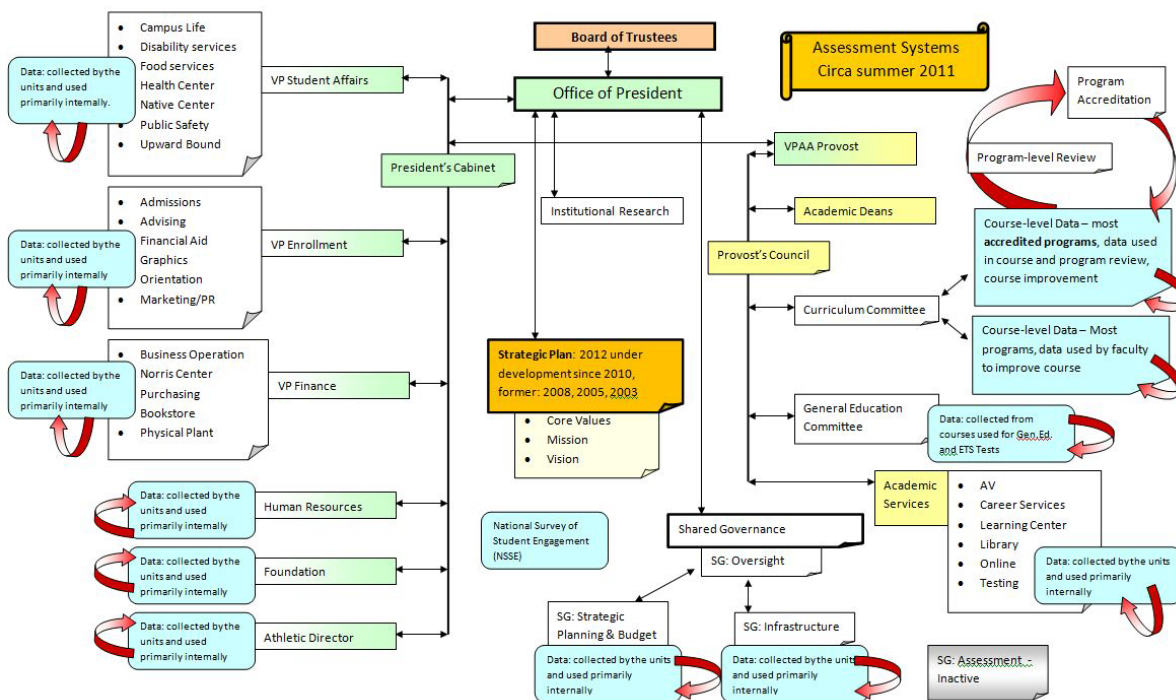 Board of Trustees
Office of President
Assessment Systems
Circa summer 2011
Data: collected by the
units and used
primarily internally.
Campus Life
Disability services
Food services
Health Center
Native Center
Public Safety
Upward Bound
VP Student Affairs
President's Cabinet
Data: collected by the
units and used
primarily internally
Admissions
Advising
Financial Aid
Graphics
Orientation
Marketing/PR
VP Enrollment
Data: collected by the
units and used
primarily internally
Business Operation
Norris Center
Purchasing
Bookstore
Physical Plant
VP Finance
Data: collected by the
units and used
primarily internally
Human Resources
Data: collected by the
units and used
primarily internally
Foundation
Data: collected by the
units and used
primarily internally
Athletic Director
Institutional Research
Strategic Plan: 2012 under
development since 2010,
former: 2008, 2005, 2003
Core Values
Mission
Vision
National Survey of
Student Engagement
(NSSE)
Shared Governance
SG: Oversight
SG: Strategic
Planning & Budget
Data: collected by the units
and used primarily
internally
SG: Infrastructure
Data: collected by the units
and used primarily
internally
SG: Assessment -
Inactive
VPAA Provost
Academic Deans
Provost's Council
Curriculum Committee
General Education
Committee
Data: collected from
courses used for Gen.Ed.
and ETS Tests
Academic
Services
AV
Career Services
Learning Center
Library
Online
Testing
Data: collected by the units
and used primarily
internally
Program
Accreditation
Program-level Review
Course-level Data – most
accredited programs, data used
in course and program review,
course improvement
Course-level Data – Most
programs, data used by faculty
to improve course